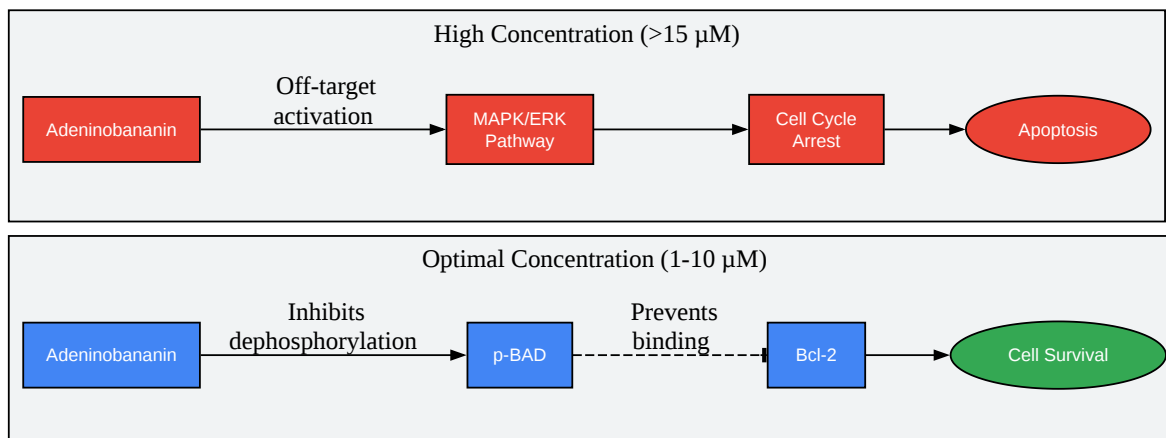 High Concentration (>15 µM)
Off-target
activation
Adeninobananin
MAPK/ERK
Pathway
Cell Cycle
Arrest
Apoptosis
Optimal Concentration (1-10 µM)
Inhibits
dephosphorylation
Prevents
binding
Adeninobananin
p-BAD
Bcl-2
Cell Survival